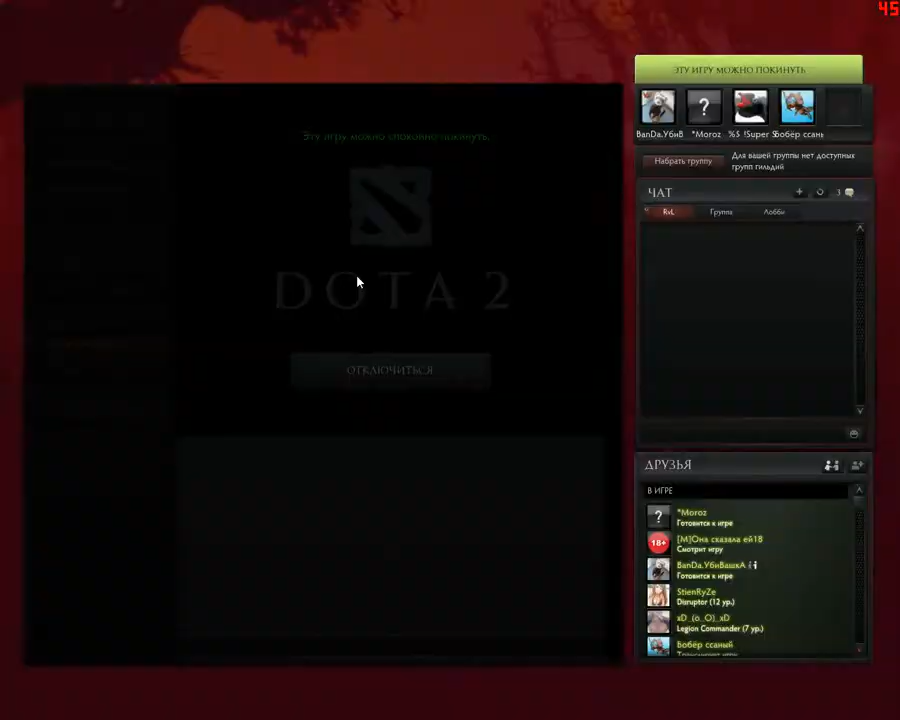 45
ЭТУ ИГРУ МОЖНО ПОКИНУТЬ
BanDa.УбиВ *Moroz %$ !Super $ Бобёр ссань
Эту игру можно спокойно покинуть.
Набрать группу
Для вашей группы нет доступных
групп гильдий
ЧАТ
3
RvL Группа Лобби
DOTA 2
ОТКЛЮЧИТЬСЯ
ДРУЗЬЯ
В ИГРЕ
?
*Moroz
Готовится к игре
18+
[М]Она сказала ей18
Смотрит игру
BanDa.УбиВашкА
Готовится к игре
StienRyZe
Disruptor (12 ур.)
xD_(o_O)_xD
Legion Commander (7 ур.)
Бобёр ссаный